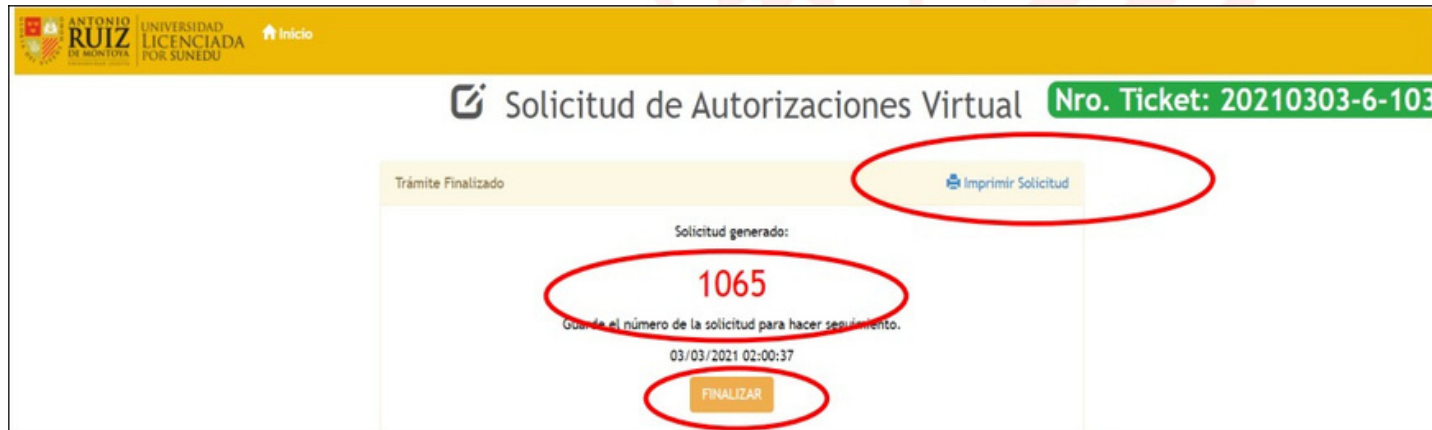 ANTONIO
RUIZ
DE MONTOYA
UNIVERSIDAD
LICENCIADA
POR SUNEDU
Inicio
Solicitud de Autorizaciones Virtual
Nro. Ticket: 20210303-6-103
Trámite Finalizado
Imprimir Solicitud
Solicitud generado:
1065
Guarde el número de la solicitud para hacer seguimiento.
03/03/2021 02:00:37
FINALIZAR